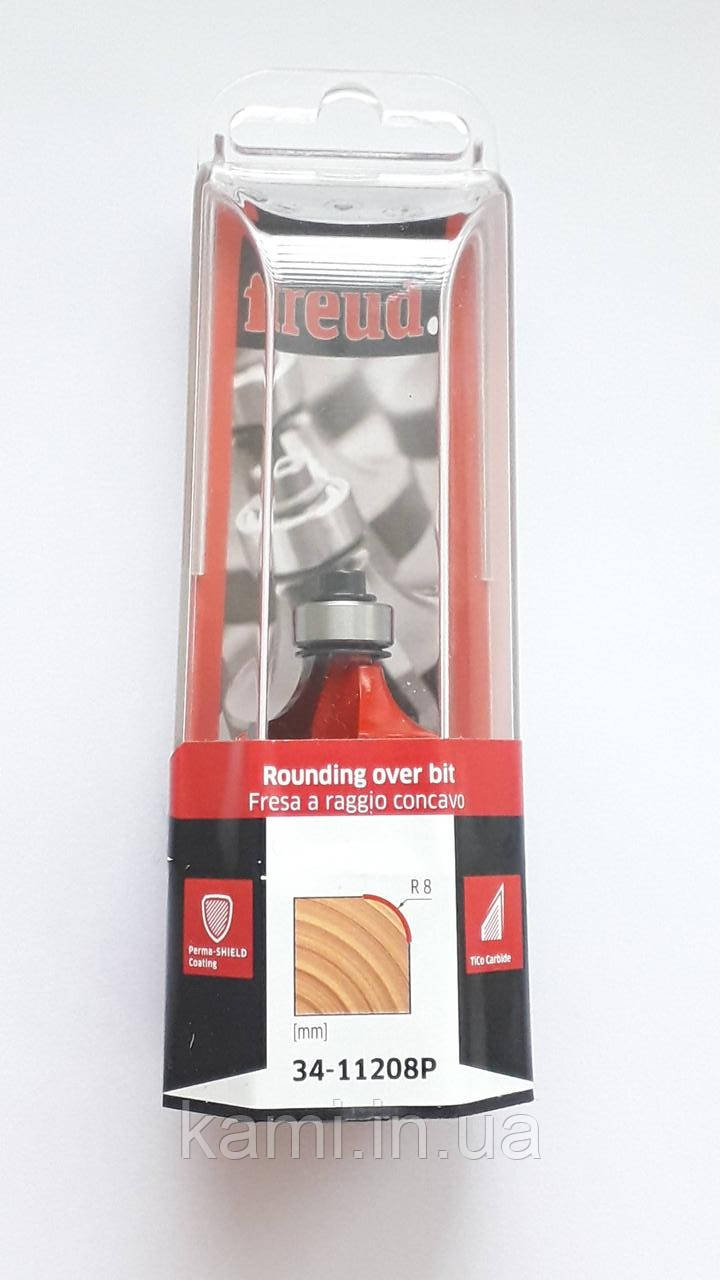 freud.
Rounding over bit
Fresa a raggio concavo
R 8
Perma-SHIELD
Coating
TiCo Carbide
[mm]
34-11208P
kami.in.ua